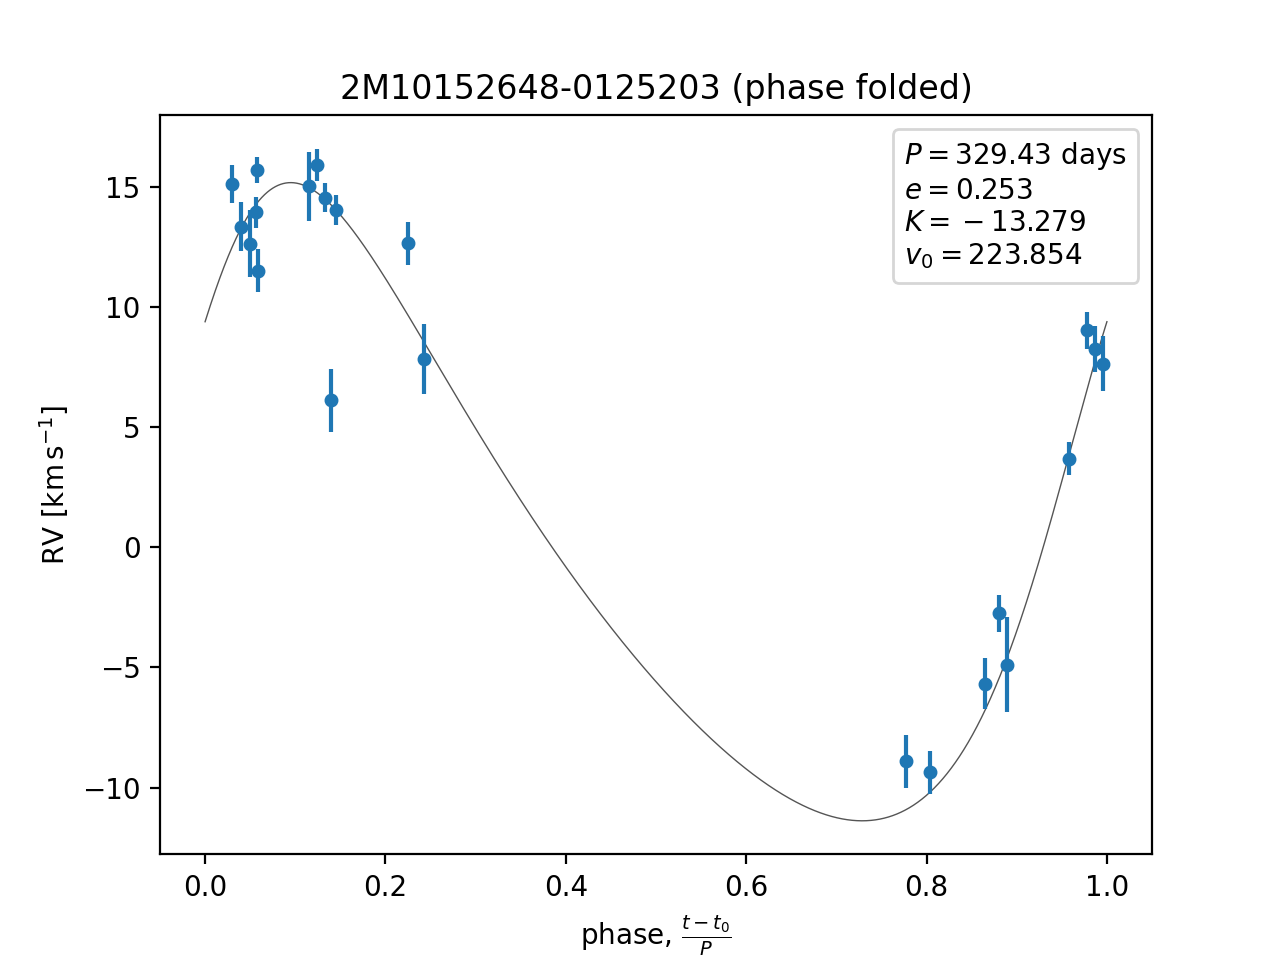 2M10152648-0125203 (phase folded)
P = 329.43 days
e = 0.253
K = −13.279
v₀ = 223.854
RV [km s⁻¹]
15
10
5
0
−5
−10
0.0 0.2 0.4 0.6 0.8 1.0
phase, (t − t₀)/P